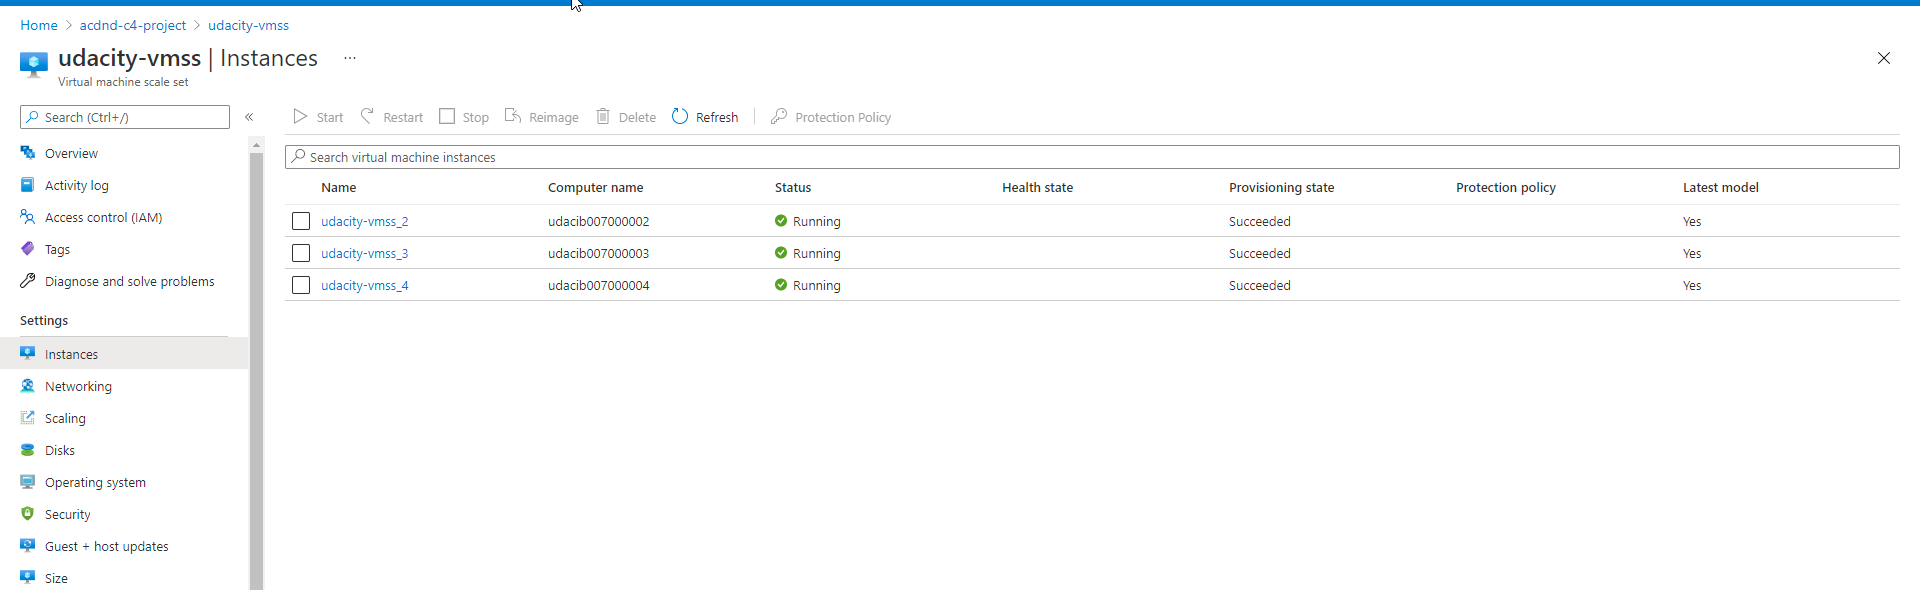 Home > acdnd-c4-project > udacity-vmss
udacity-vmss | Instances ...
Virtual machine scale set
Search (Ctrl+/) «
Overview
Activity log
Access control (IAM)
Tags
Diagnose and solve problems
Settings
Instances
Networking
Scaling
Disks
Operating system
Security
Guest + host updates
Size
Start Restart Stop Reimage Delete Refresh Protection Policy
Search virtual machine instances
Name Computer name Status Health state Provisioning state Protection policy Latest model
udacity-vmss_2 udacib007000002 Running Succeeded Yes
udacity-vmss_3 udacib007000003 Running Succeeded Yes
udacity-vmss_4 udacib007000004 Running Succeeded Yes